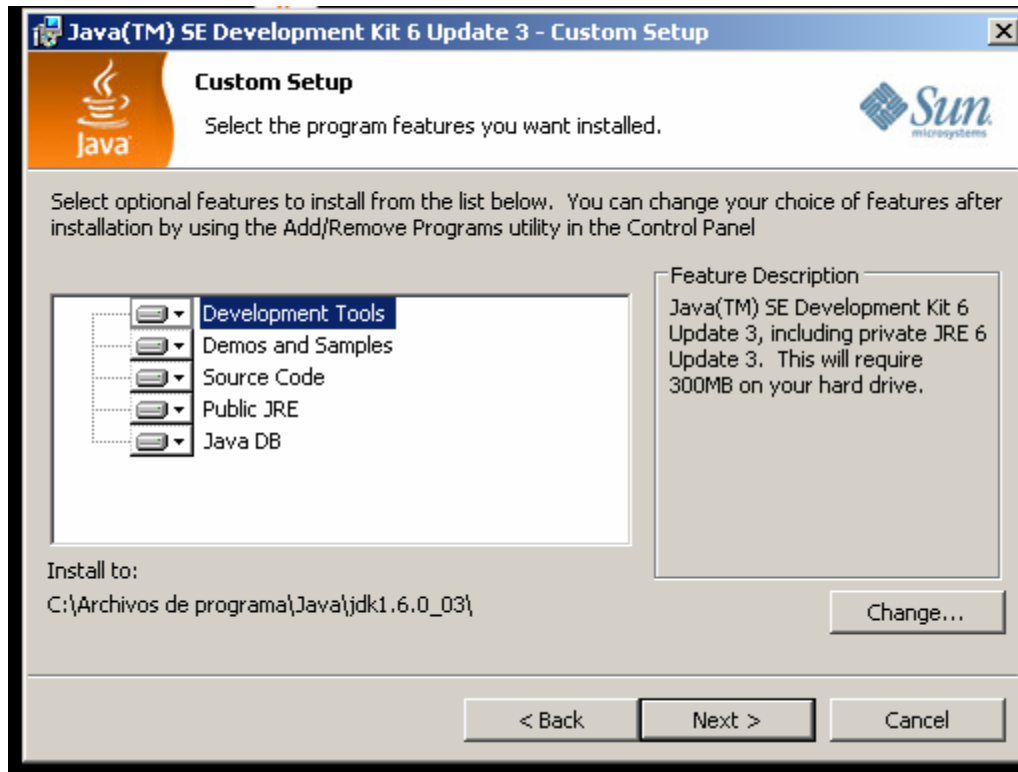 Java(TM) SE Development Kit 6 Update 3 - Custom Setup
Java
Custom Setup
Select the program features you want installed.
Sun
microsystems
Select optional features to install from the list below.  You can change your choice of features after
installation by using the Add/Remove Programs utility in the Control Panel
Development Tools
Demos and Samples
Source Code
Public JRE
Java DB
Feature Description
Java(TM) SE Development Kit 6
Update 3, including private JRE 6
Update 3.  This will require
300MB on your hard drive.
Install to:
C:\Archivos de programa\Java\jdk1.6.0_03\
Change...
< Back
Next >
Cancel